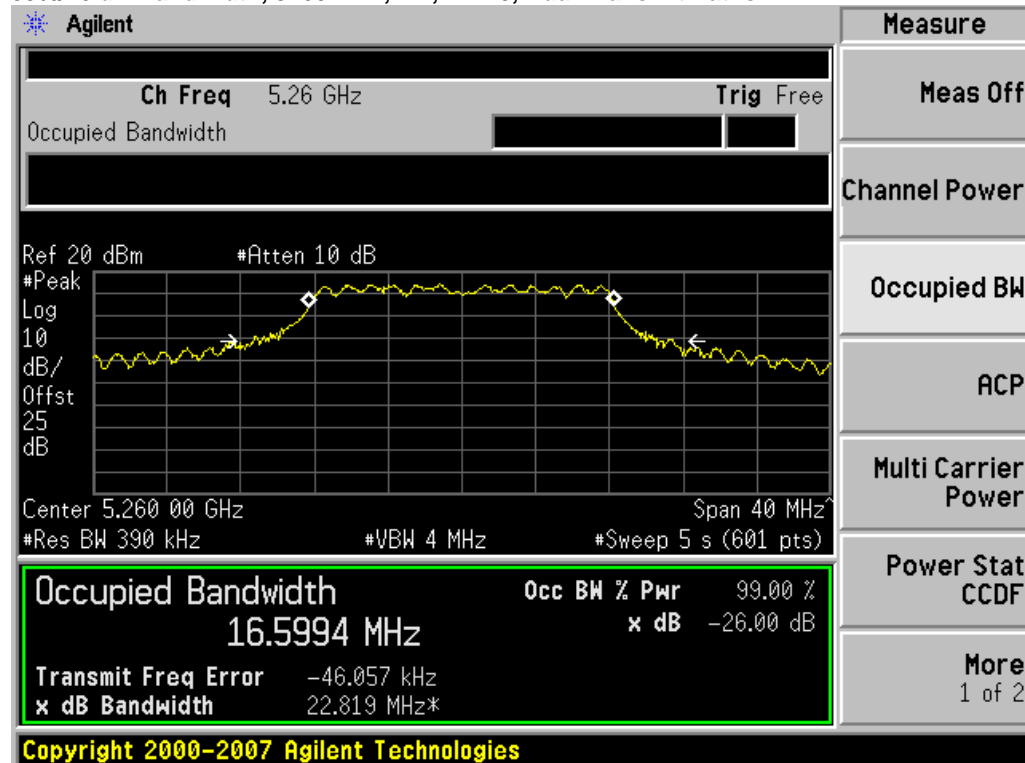 Agilent
Measure
Ch Freq 5.26 GHz Trig Free
Occupied Bandwidth
Meas Off
Channel Power
Occupied BW
ACP
Multi Carrier Power
Power Stat CCDF
More
1 of 2
Ref 20 dBm #Atten 10 dB
#Peak
Log
10
dB/
Offst
25
dB
Center 5.260 00 GHz Span 40 MHz^
#Res BW 390 kHz #VBW 4 MHz #Sweep 5 s (601 pts)
Occupied Bandwidth Occ BW % Pwr 99.00 %
16.5994 MHz x dB -26.00 dB
Transmit Freq Error -46.057 kHz
x dB Bandwidth 22.819 MHz*
Copyright 2000-2007 Agilent Technologies